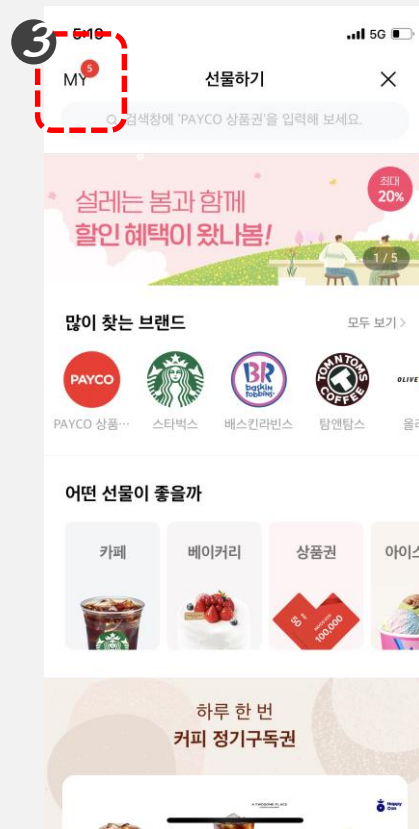 3
5:18
5G
MY
5
선물하기
검색창에 'PAYCO 상품권'을 입력해 보세요.
설레는 봄과 함께
할인 혜택이 왔나봄!
최대
20%
1 / 5
많이 찾는 브랜드
모두 보기 >
PAYCO
BR
baskin
robbins
TOM N TOMS
COFFEE
OLIVE
PAYCO 상품…
스타벅스
배스킨라빈스
탐앤탐스
올리
어떤 선물이 좋을까
카페
베이커리
상품권
아이스
100,000
하루 한 번
커피 정기구독권
A TWOSOME PLACE
Happy
Con